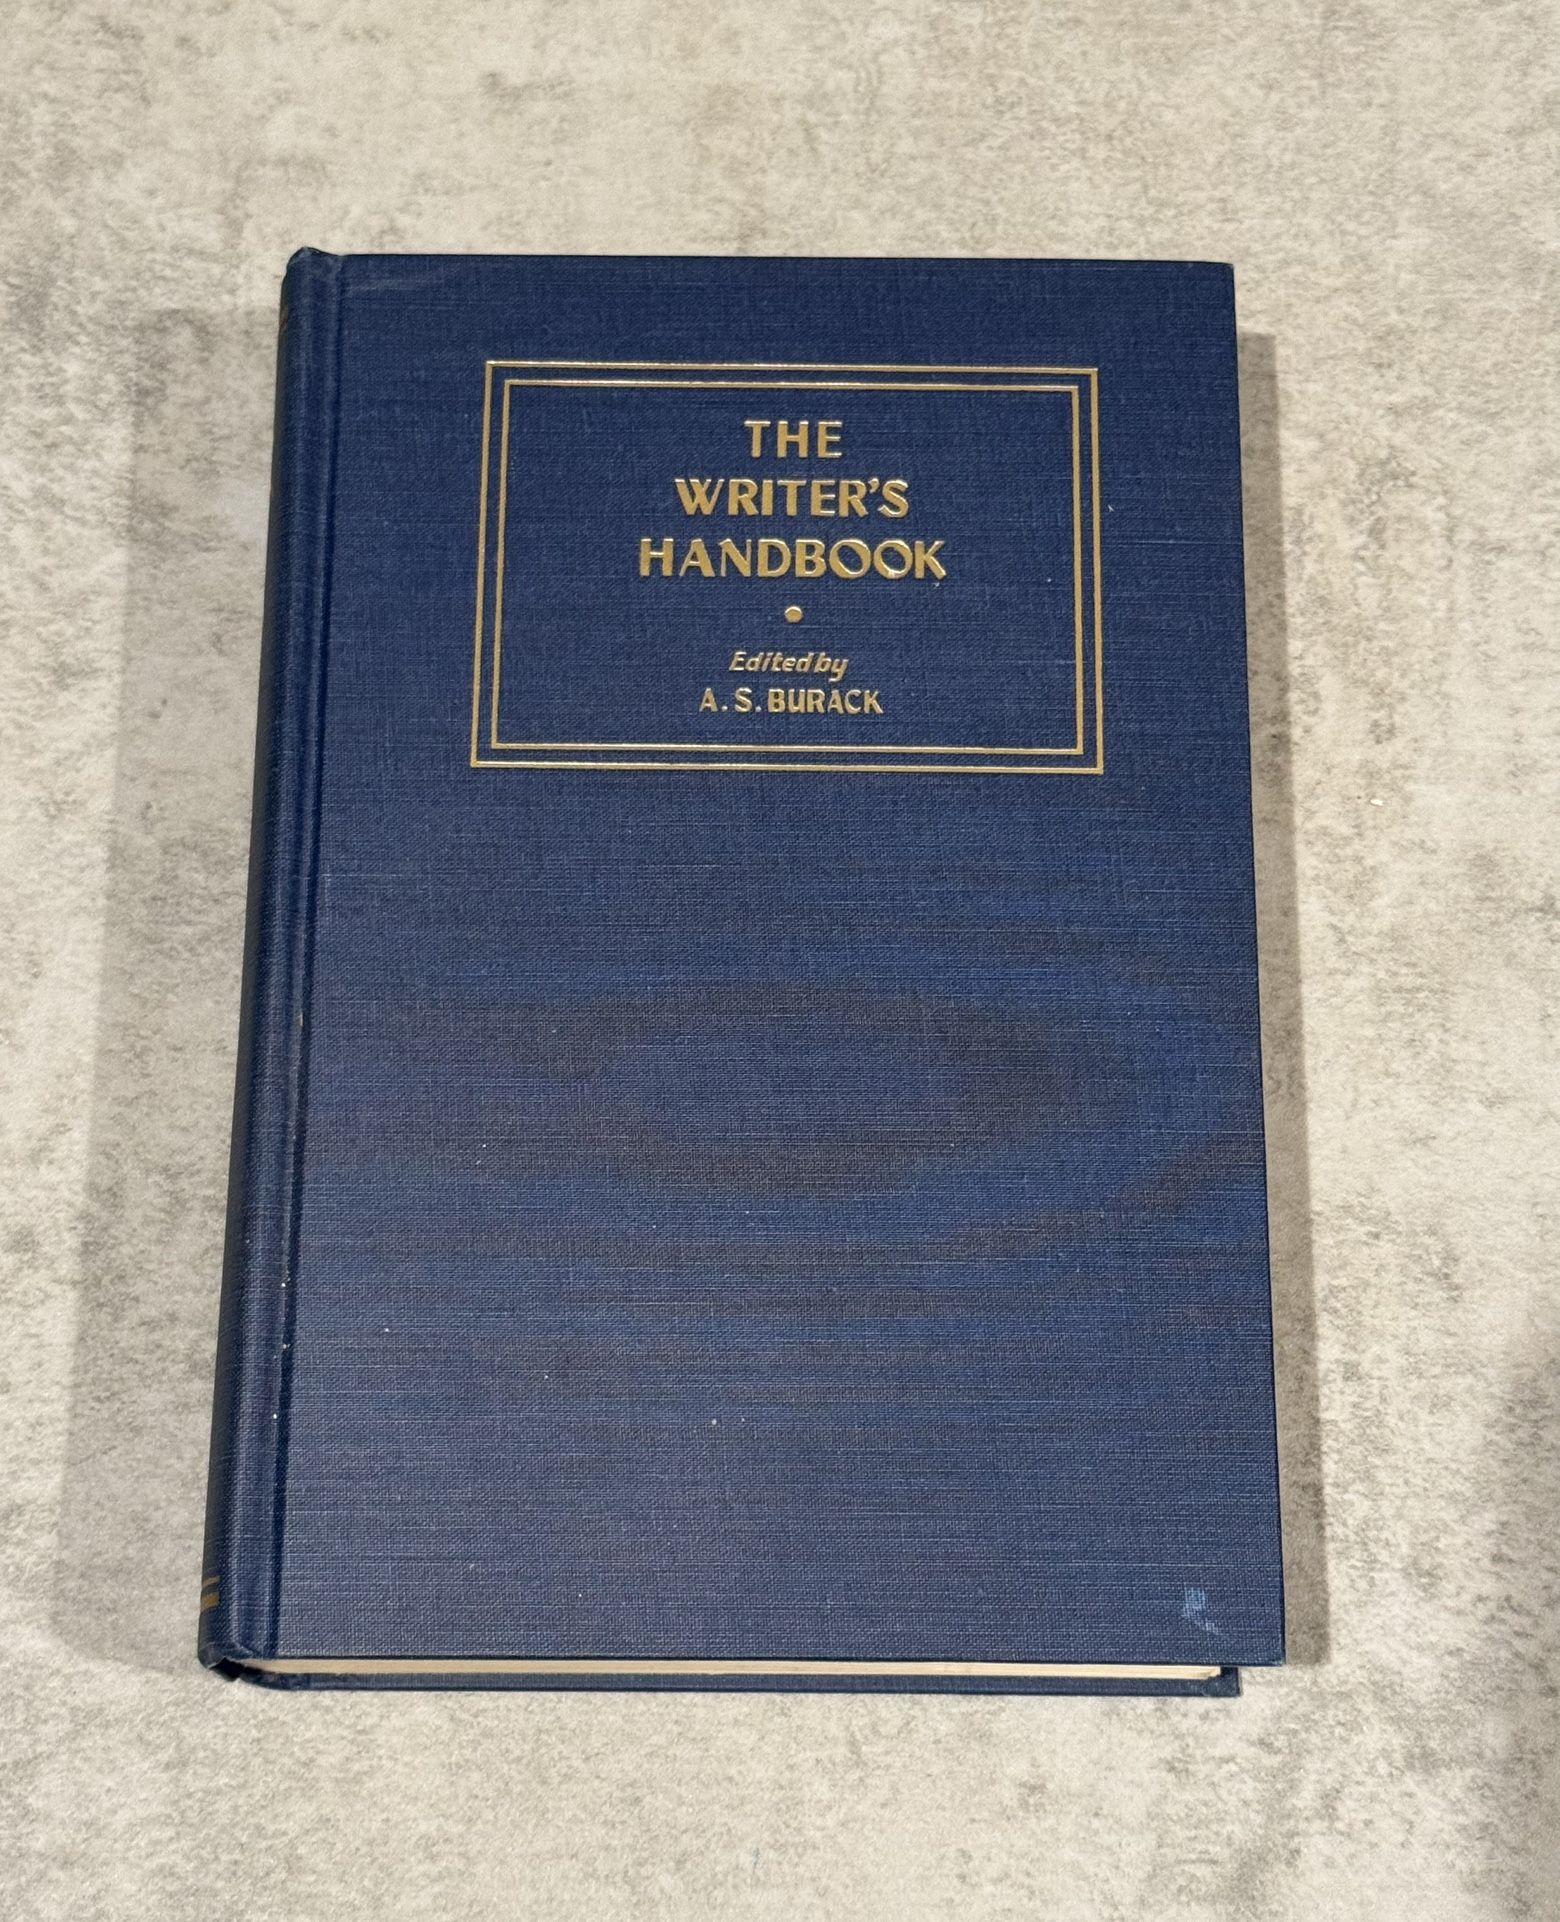 THE
WRITER'S
HANDBOOK
Edited by
A. S. BURACK